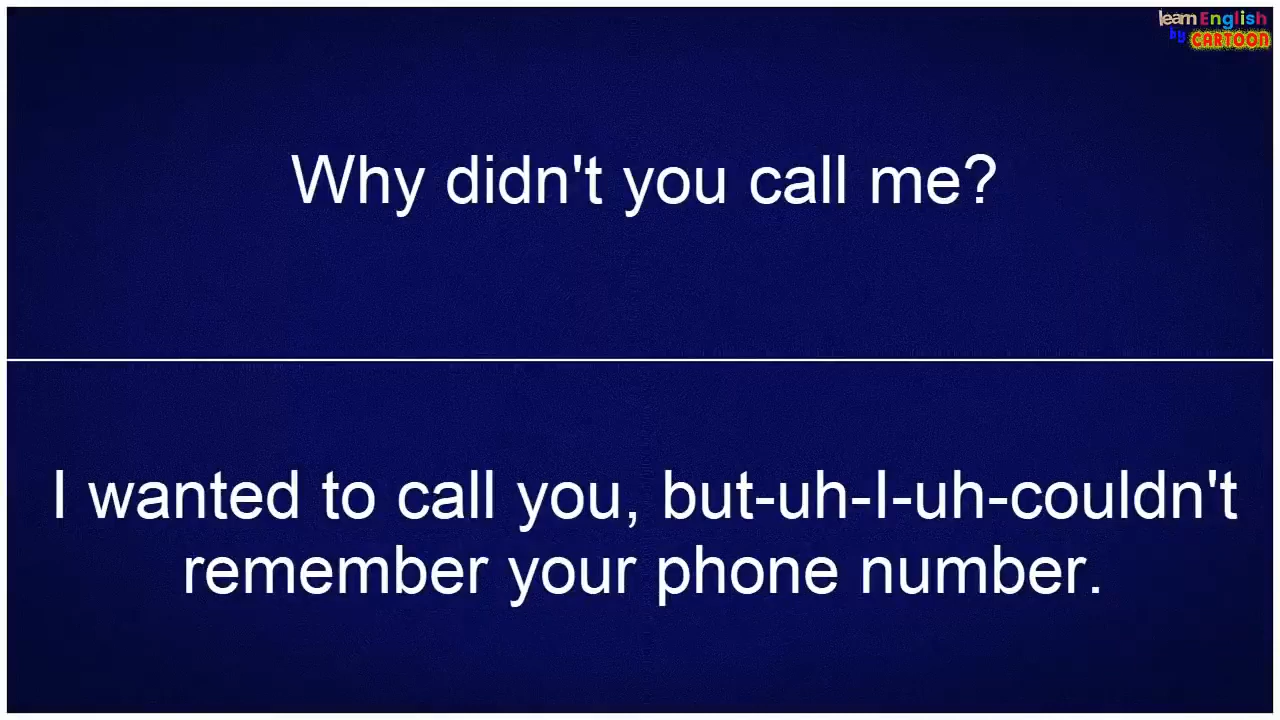 learn English
by CARTOON
Why didn't you call me?
I wanted to call you, but-uh-I-uh-couldn't
remember your phone number.